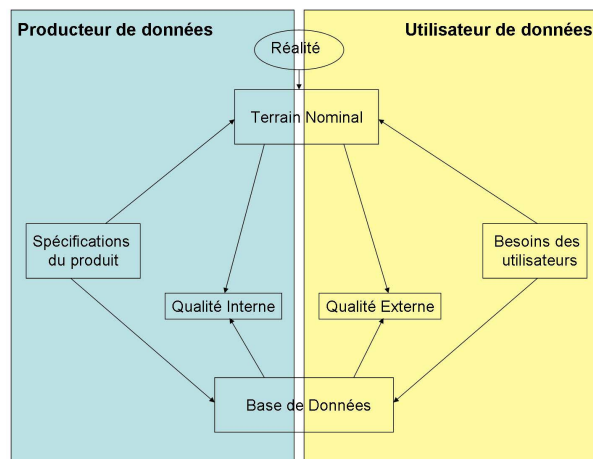 Producteur de données
Utilisateur de données
Réalité
Terrain Nominal
Spécifications
du produit
Besoins des
utilisateurs
Qualité Interne
Qualité Externe
Base de Données